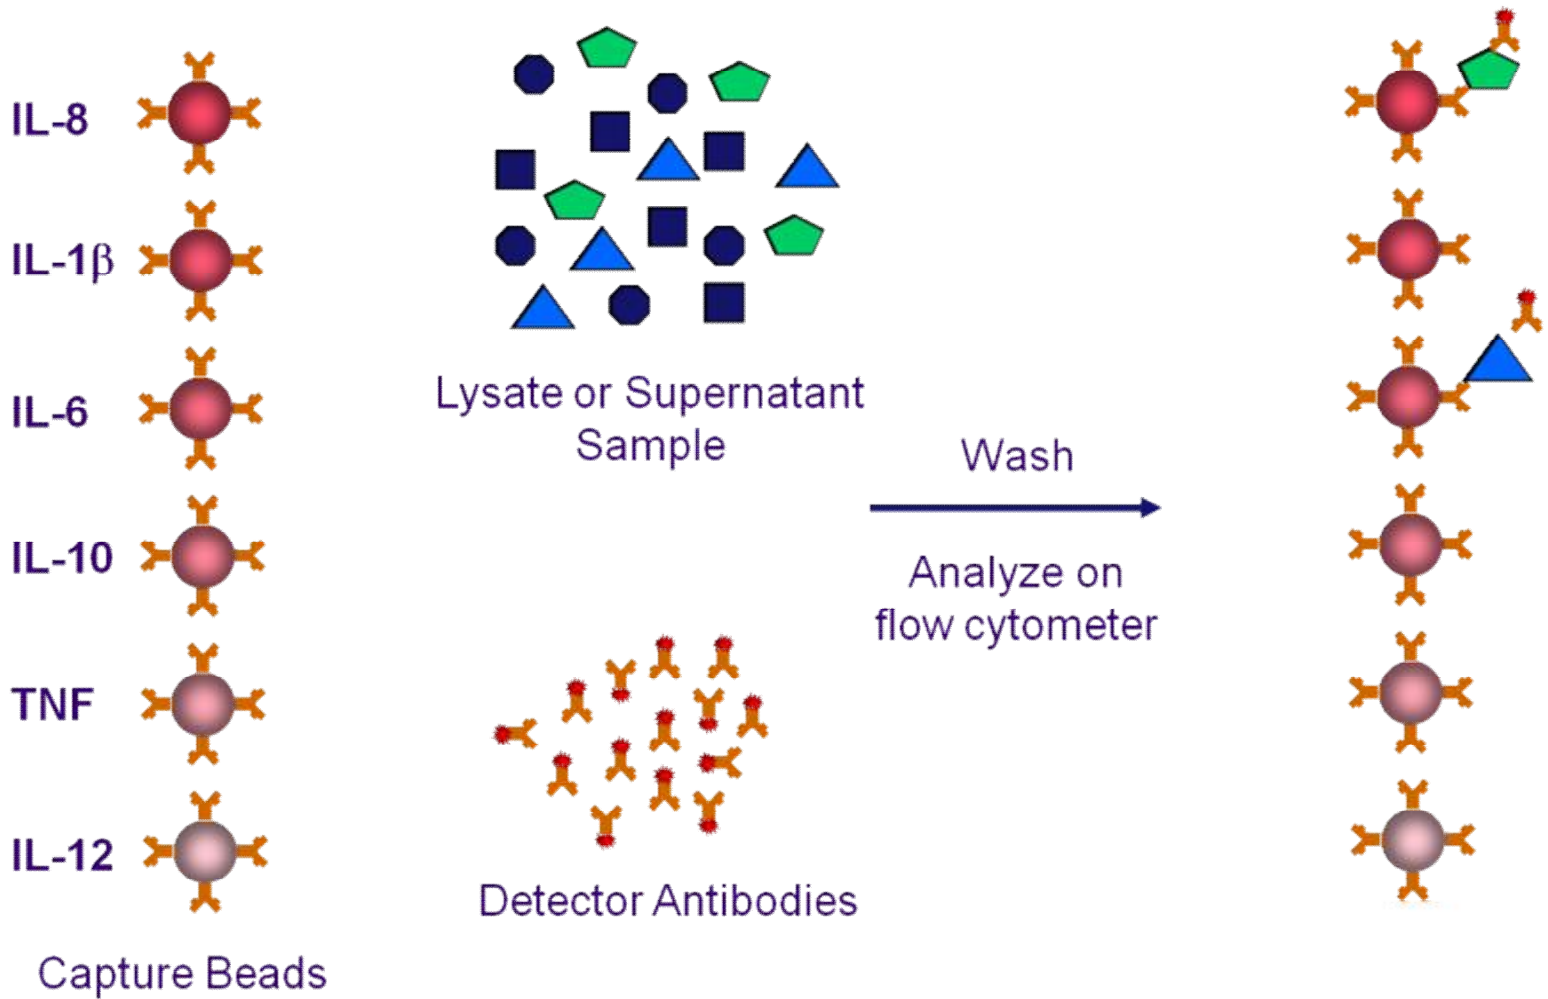 IL-8
IL-1β
IL-6
IL-10
TNF
IL-12
Capture Beads
Lysate or Supernatant
Sample
Detector Antibodies
Wash
Analyze on
flow cytometer